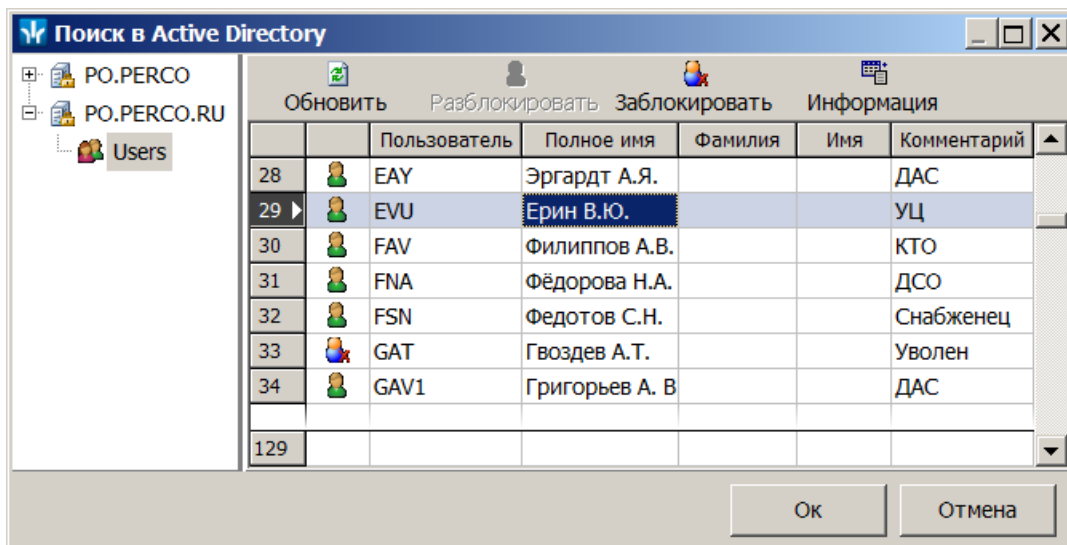 Поиск в Active Directory
PO.PERCO
PO.PERCO.RU
Users
Обновить Разблокировать Заблокировать Информация
Пользователь Полное имя Фамилия Имя Комментарий
28 EAY Эргардт А.Я. ДАС
29 EVU Ерин В.Ю. УЦ
30 FAV Филиппов А.В. КТО
31 FNA Фёдорова Н.А. ДСО
32 FSN Федотов С.Н. Снабженец
33 GAT Гвоздев А.Т. Уволен
34 GAV1 Григорьев А. В ДАС
129
Ок Отмена